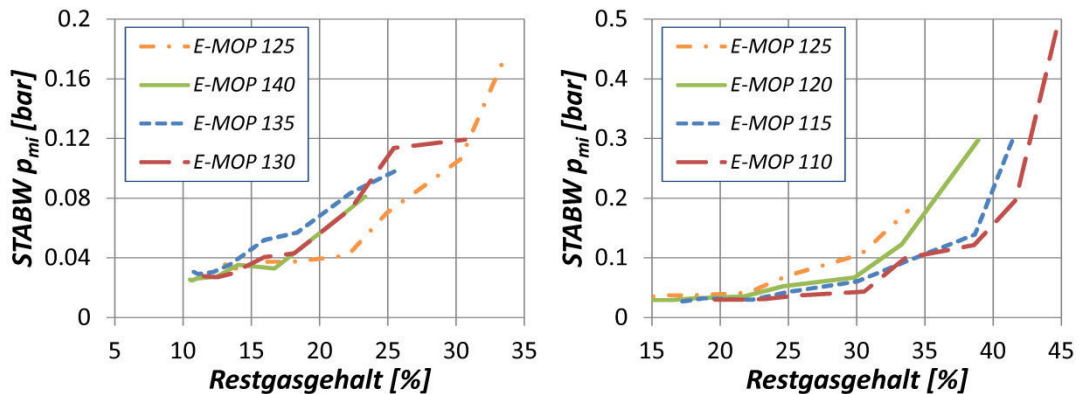 0.2
0.16
0.12
0.08
0.04
0
STABW pmi [bar]
E-MOP 125
E-MOP 140
E-MOP 135
E-MOP 130
5 10 15 20 25 30 35
Restgasgehalt [%]
0.5
0.4
0.3
0.2
0.1
0
STABW pmi [bar]
E-MOP 125
E-MOP 120
E-MOP 115
E-MOP 110
15 20 25 30 35 40 45
Restgasgehalt [%]